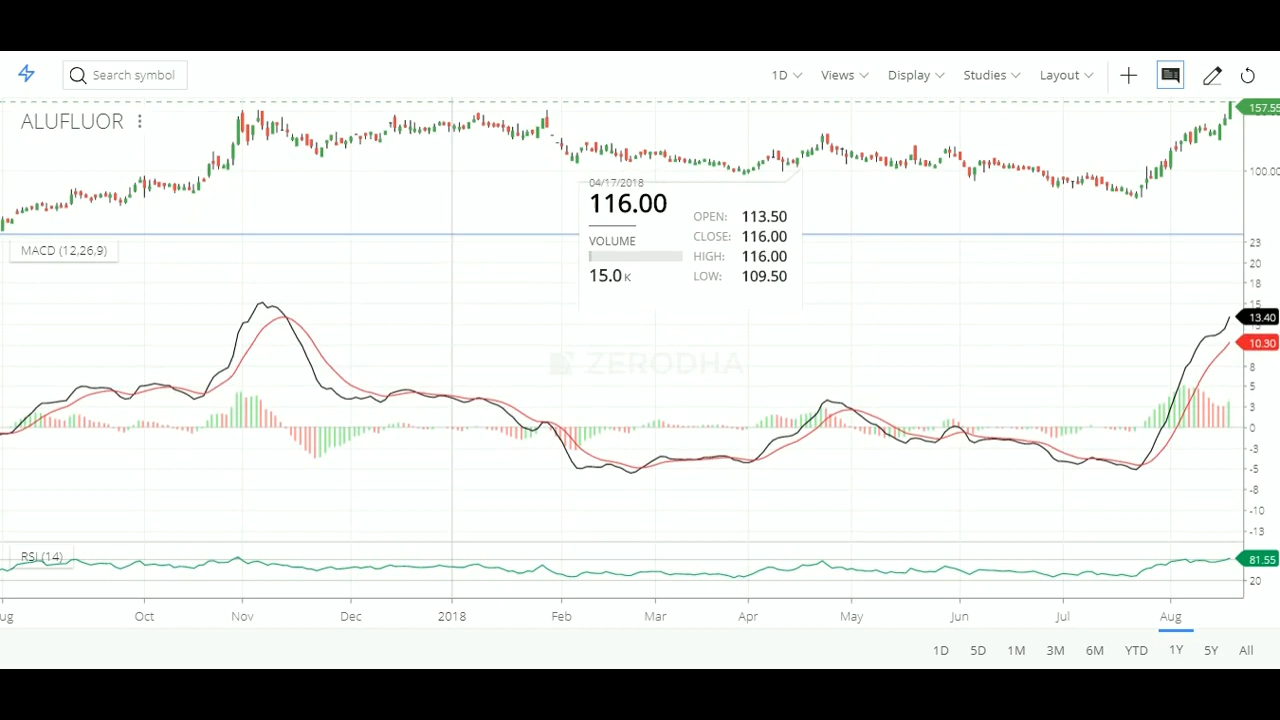 Search symbol
1D Views Display Studies Layout
ALUFLUOR
157.55
100.00
04/17/2018
116.00
VOLUME
15.0 K
OPEN: 113.50
CLOSE: 116.00
HIGH: 116.00
LOW: 109.50
MACD (12,26,9)
23
20
18
15
13.40
10.30
8
5
3
0
-3
-5
-8
-10
-13
ZERODHA
RSI (14)
81.55
20
ug Oct Nov Dec 2018 Feb Mar Apr May Jun Jul Aug
1D 5D 1M 3M 6M YTD 1Y 5Y All